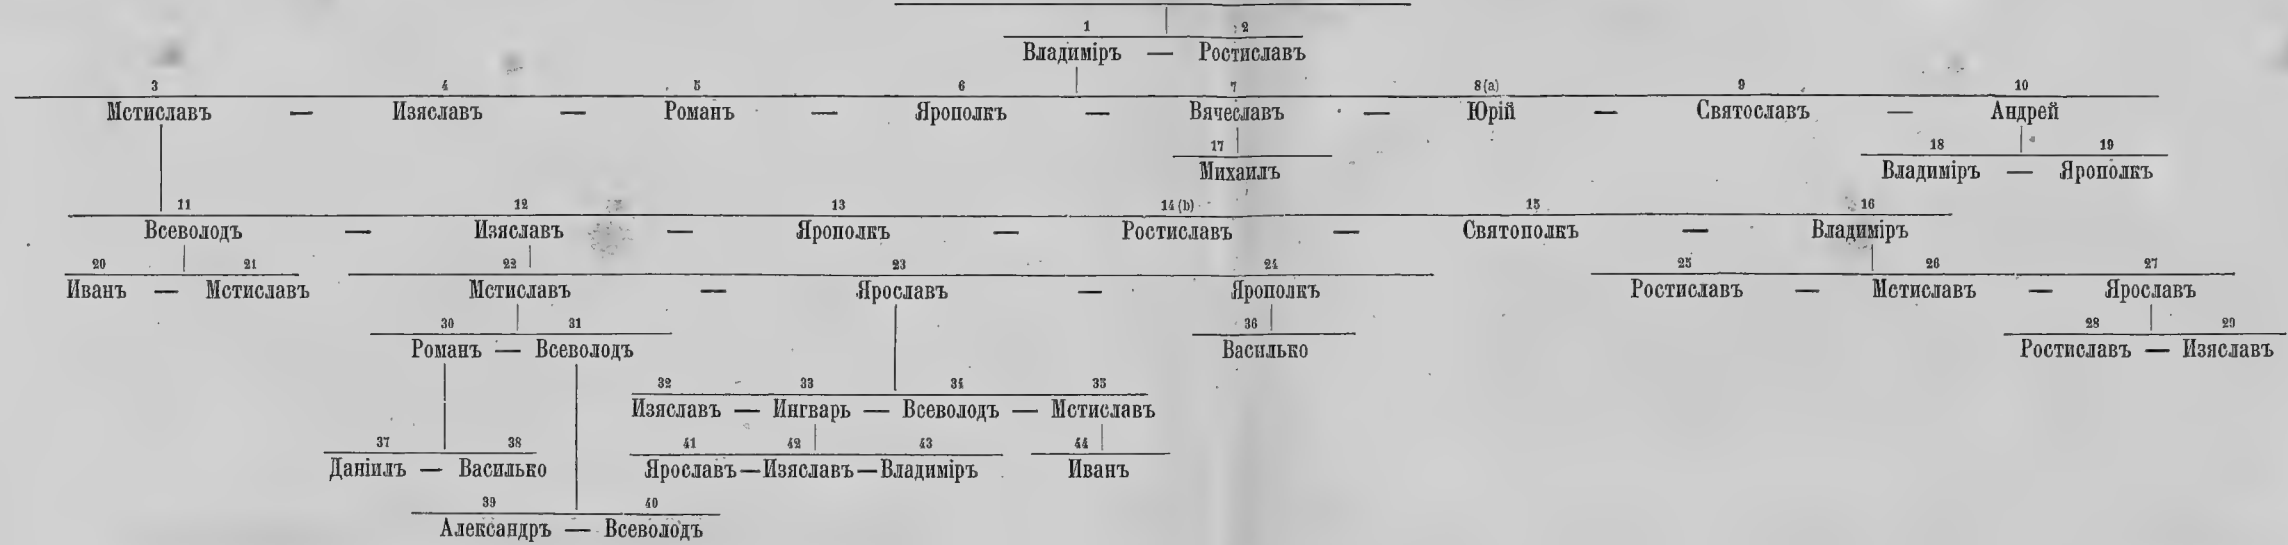 1 2
Владиміръ — Ростиславъ
3 4 5 6 7 8(a) 9 10
Мстиславъ — Изяславъ — Романъ — Ярополкъ — Вячеславъ — Юрій — Святославъ — Андрей
17 18 19
Михаилъ Владиміръ — Ярополкъ
11 12 13 14(b) 15 16
Всеволодъ — Изяславъ — Ярополкъ — Ростиславъ — Святополкъ — Владиміръ
20 21 22 23 24 25 26 27
Иванъ — Мстиславъ Мстиславъ — Ярославъ — Ярополкъ Ростиславъ — Мстиславъ — Ярославъ
30 31 36 28 29
Романъ — Всеволодъ Василько Ростиславъ — Изяславъ
32 33 34 35
Изяславъ — Ингварь — Всеволодъ — Мстиславъ
37 38 41 42 43 44
Даніилъ — Василько Ярославъ — Изяславъ — Владиміръ Иванъ
39 40
Александръ — Всеволодъ